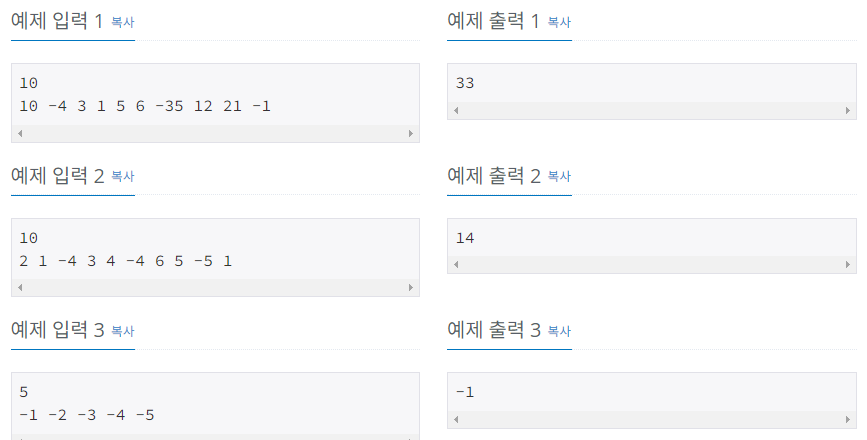 예제 입력 1 복사
10
10 -4 3 1 5 6 -35 12 21 -1
예제 출력 1 복사
33
예제 입력 2 복사
10
2 1 -4 3 4 -4 6 5 -5 1
예제 출력 2 복사
14
예제 입력 3 복사
5
-1 -2 -3 -4 -5
예제 출력 3 복사
-1